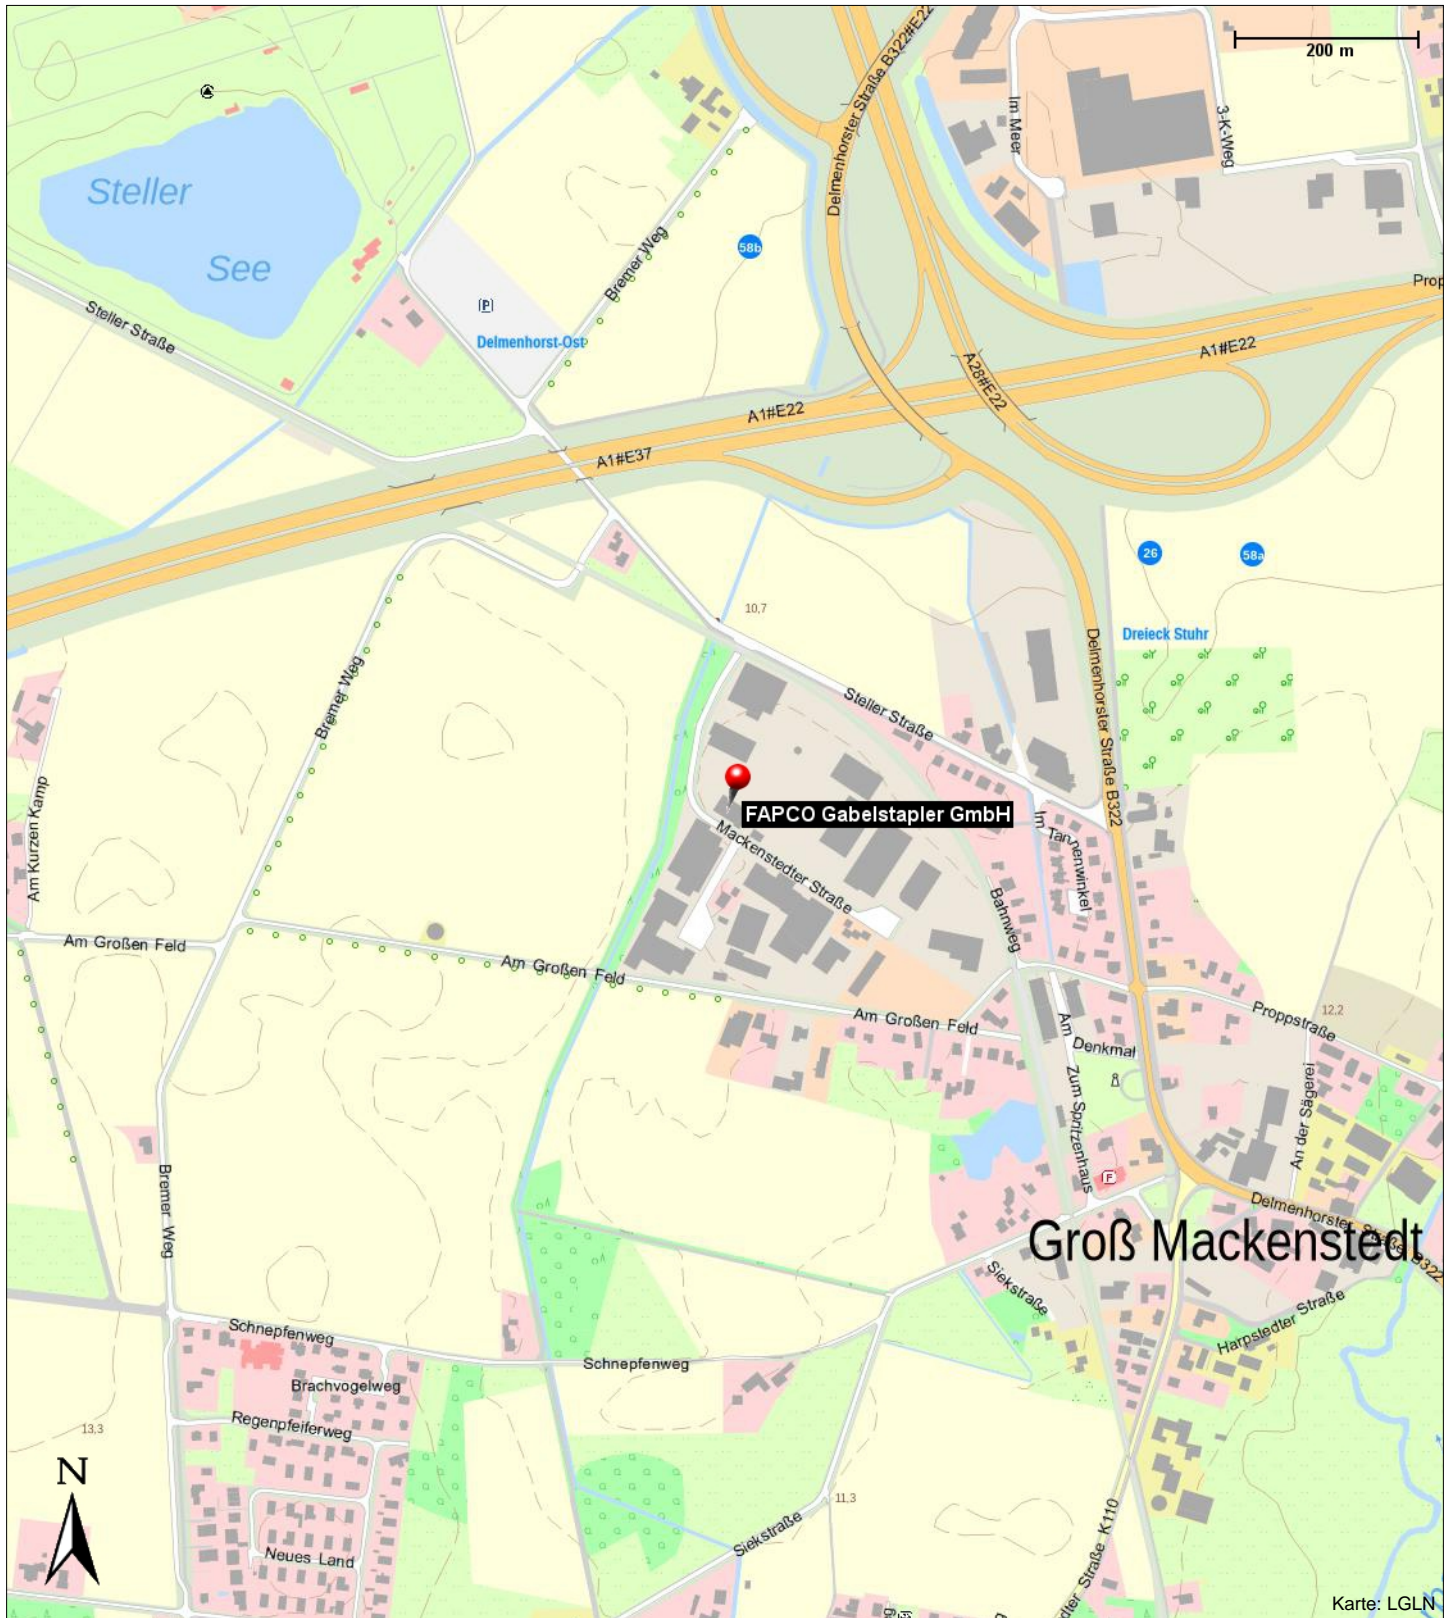 Delmenhorster Straße B322#E22
200 m
Im Meer
3-K-Weg
Steller
See
58b
Bremer Weg
P
Prop
Steller Straße
Delmenhorst-Ost
A1#E22
A28#E22
A1#E22
A1#E37
26
58a
10,7
Dreieck Stuhr
Bremer Weg
Delmenhorster Straße B322
Steller Straße
Am Kurzen Kamp
FAPCO Gabelstapler GmbH
Mackenstedter Straße
Im Tannenwinkel
Bahnweg
Am Großen Feld
Am Großen Feld
Am Großen Feld
Proppstraße
12,2
Am Denkmal
Zum Spritzenhaus
An der Sägerei
F
Bremer Weg
Delmenhorster Straße B322
Groß Mackenstedt
Siekstraße
Harpstedter Straße
Schnepfenweg
Schnepfenweg
Brachvogelweg
Regenpfeiferweg
13,3
N
11,3
Siekstraße
Neues Land
dter Straße K110
Karte: LGLN